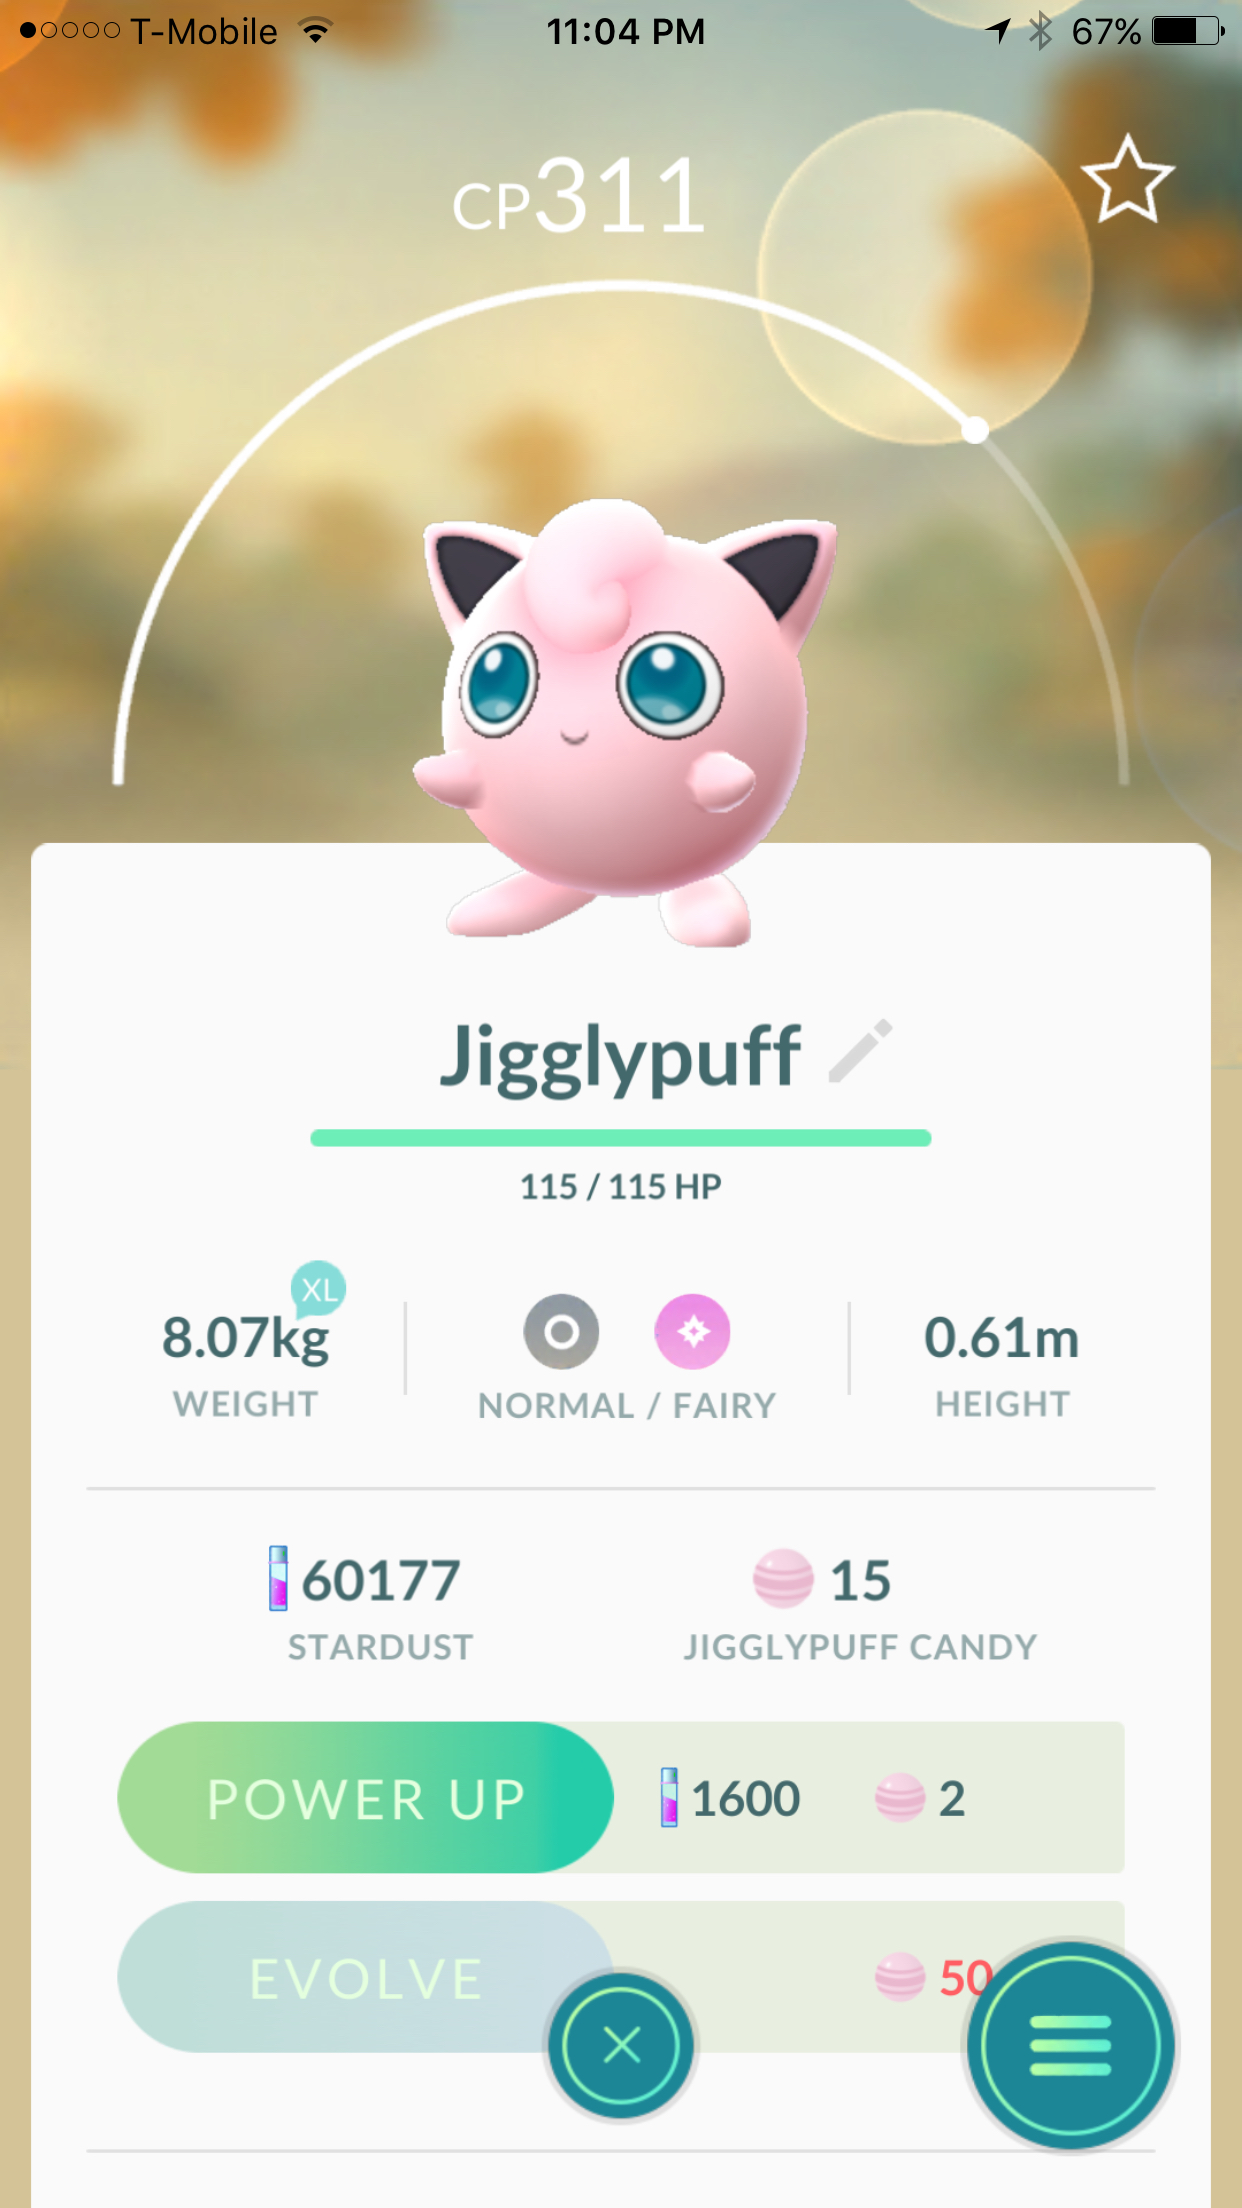 T-Mobile 11:04 PM 67%
CP311
Jigglypuff
115 / 115 HP
XL
8.07kg 0.61m
WEIGHT NORMAL / FAIRY HEIGHT
60177 15
STARDUST JIGGLYPUFF CANDY
POWER UP 1600 2
EVOLVE 50